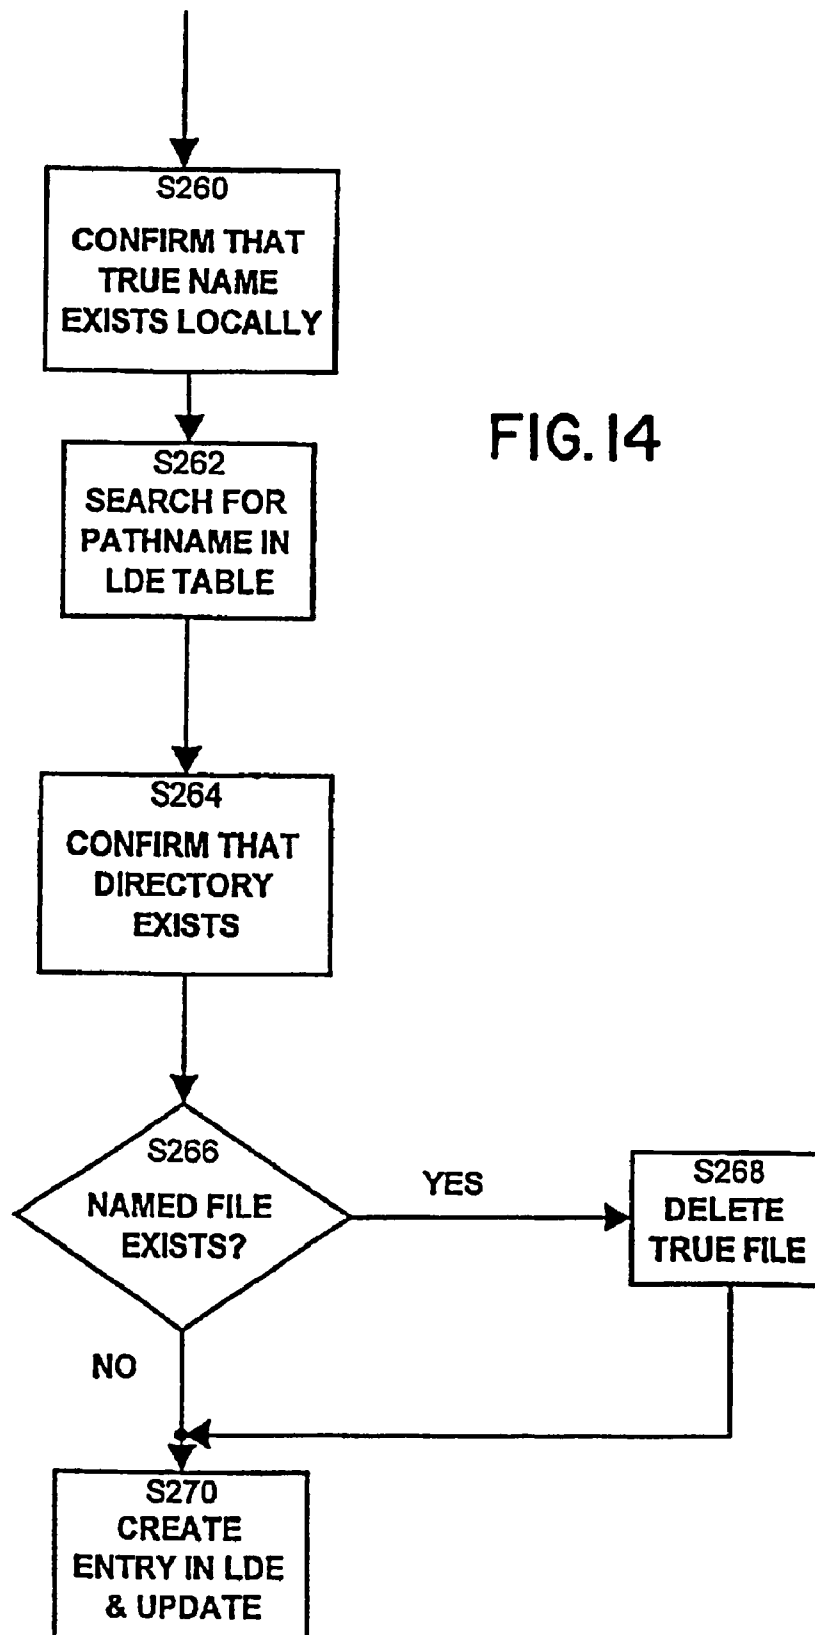 S260
CONFIRM THAT
TRUE NAME
EXISTS LOCALLY
FIG. 14
S262
SEARCH FOR
PATHNAME IN
LDE TABLE
S264
CONFIRM THAT
DIRECTORY
EXISTS
S266
NAMED FILE
EXISTS?
YES
S268
DELETE
TRUE FILE
NO
S270
CREATE
ENTRY IN LDE
& UPDATE